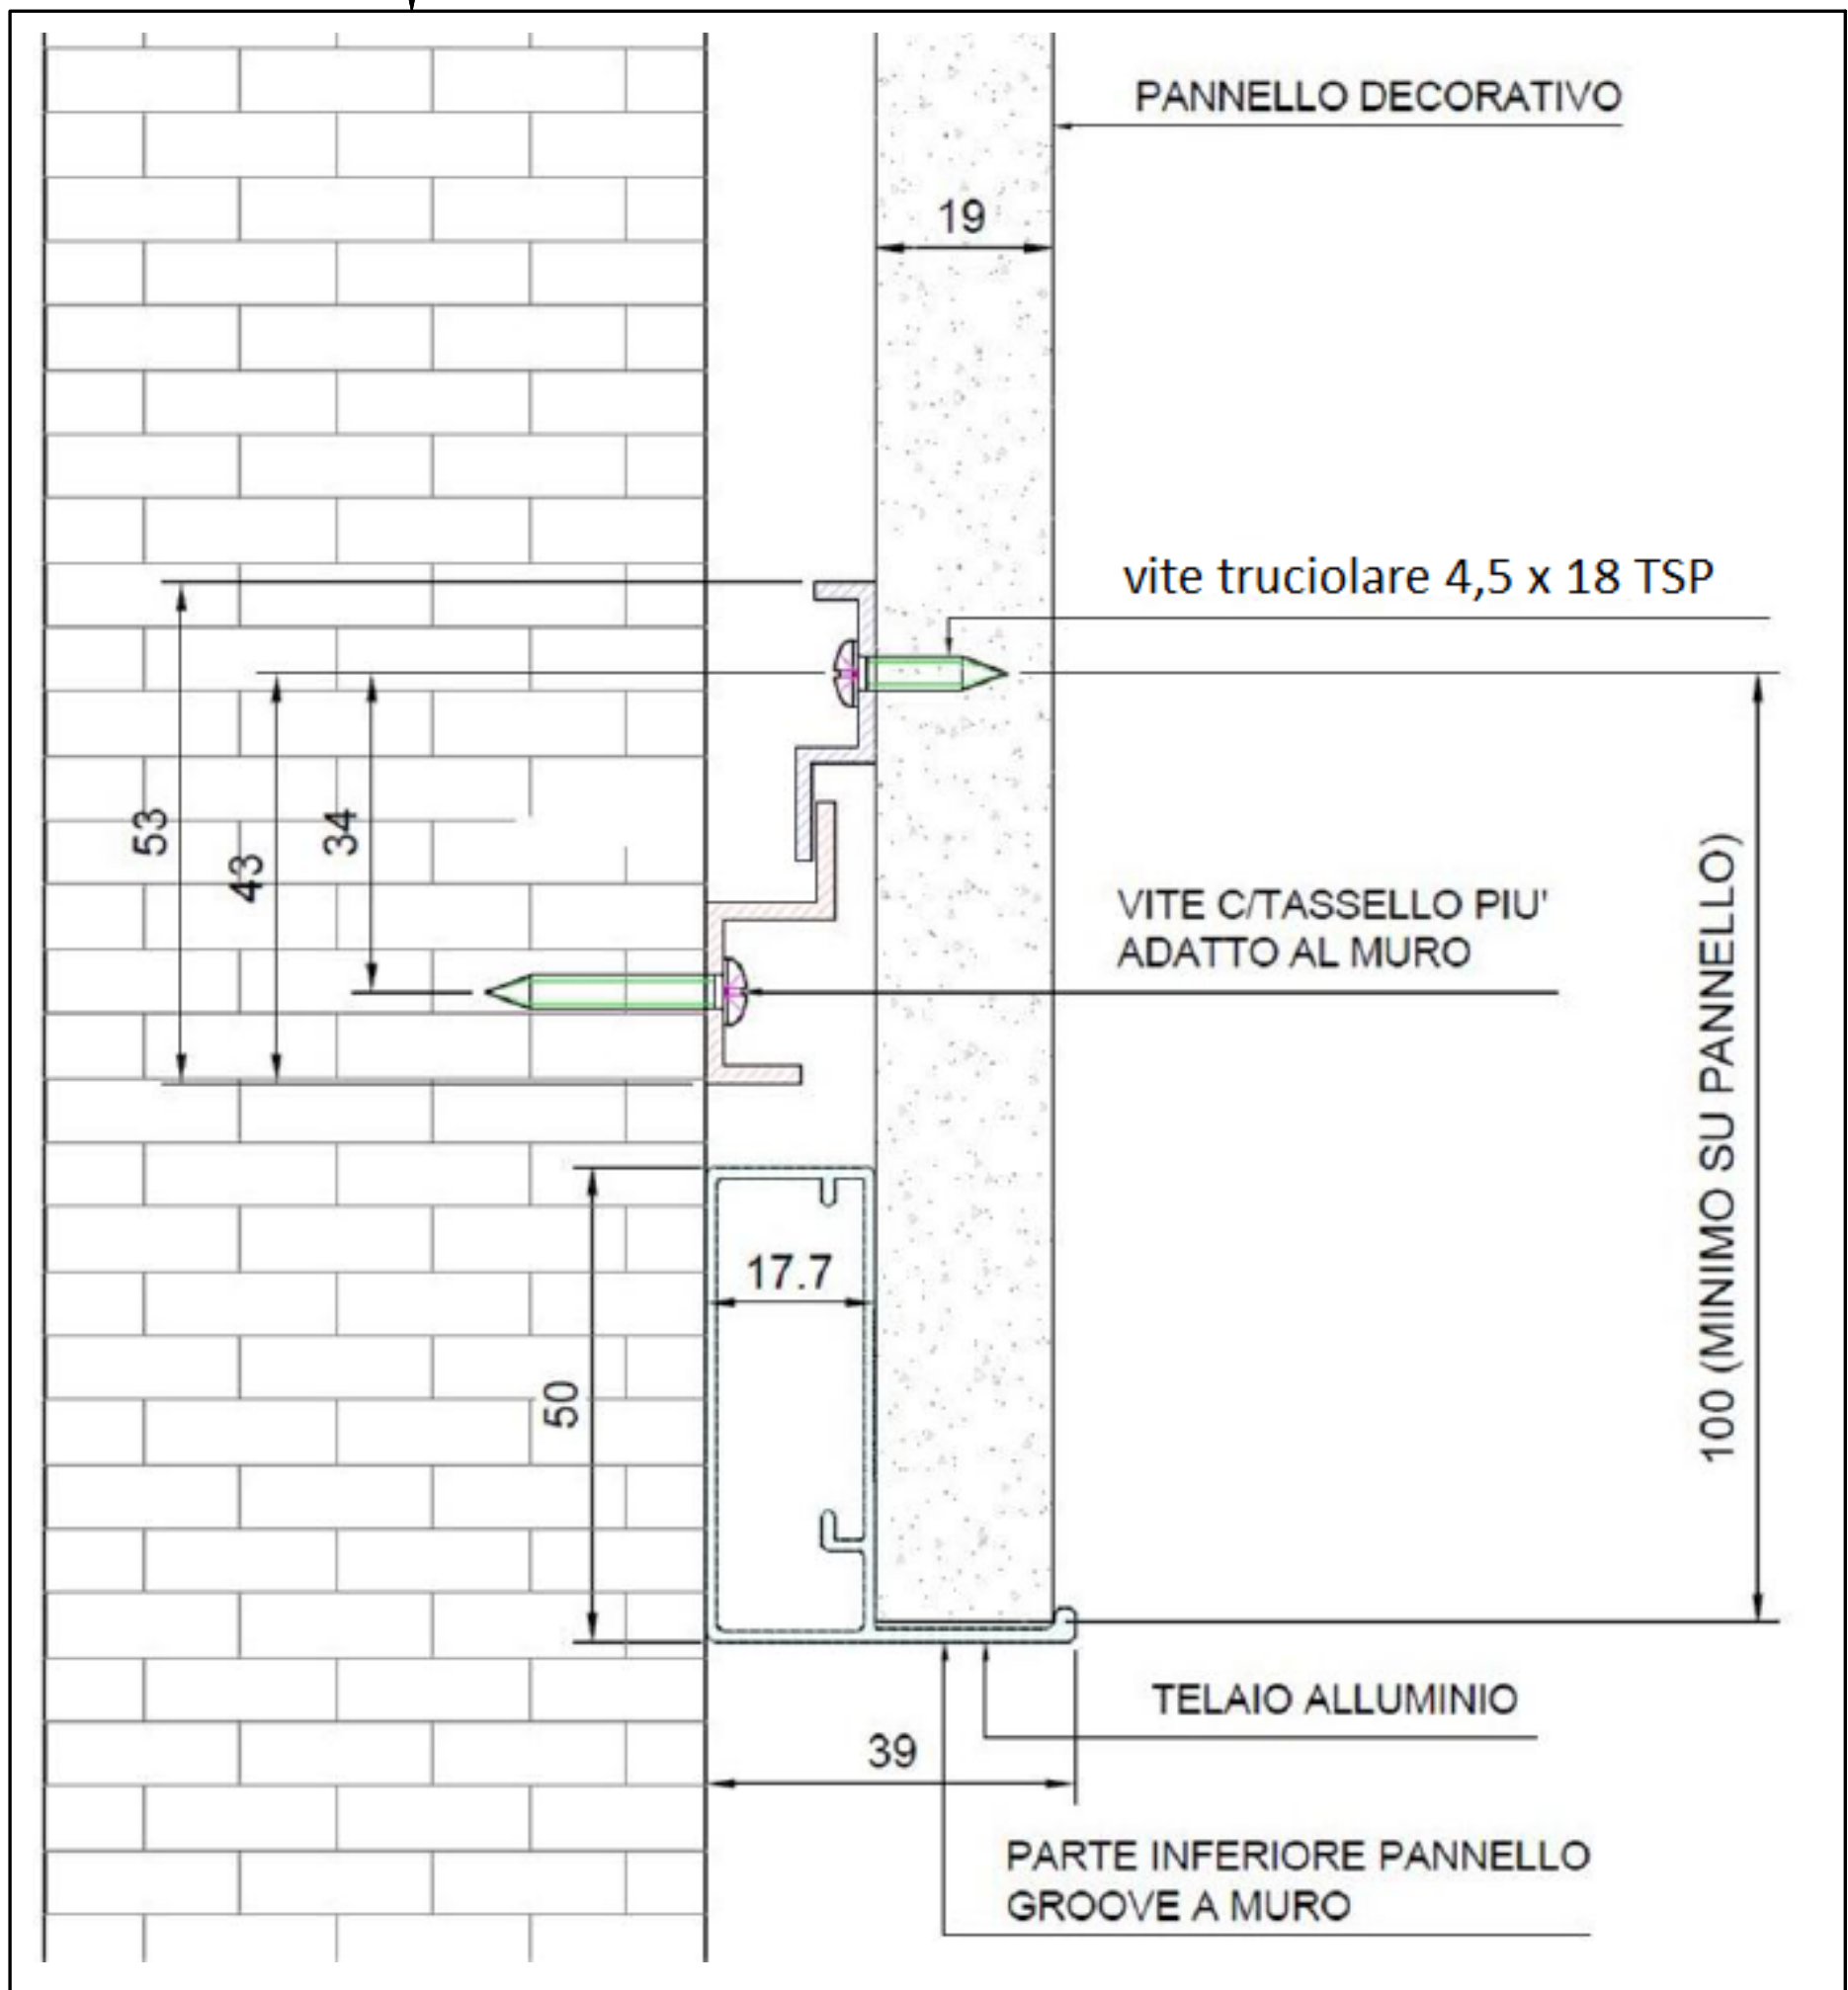 PANNELLO DECORATIVO
19
vite truciolare 4,5 x 18 TSP
53
43
34
VITE C/TASSELLO PIU'
ADATTO AL MURO
100 (MINIMO SU PANNELLO)
17.7
50
TELAIO ALLUMINIO
39
PARTE INFERIORE PANNELLO
GROOVE A MURO